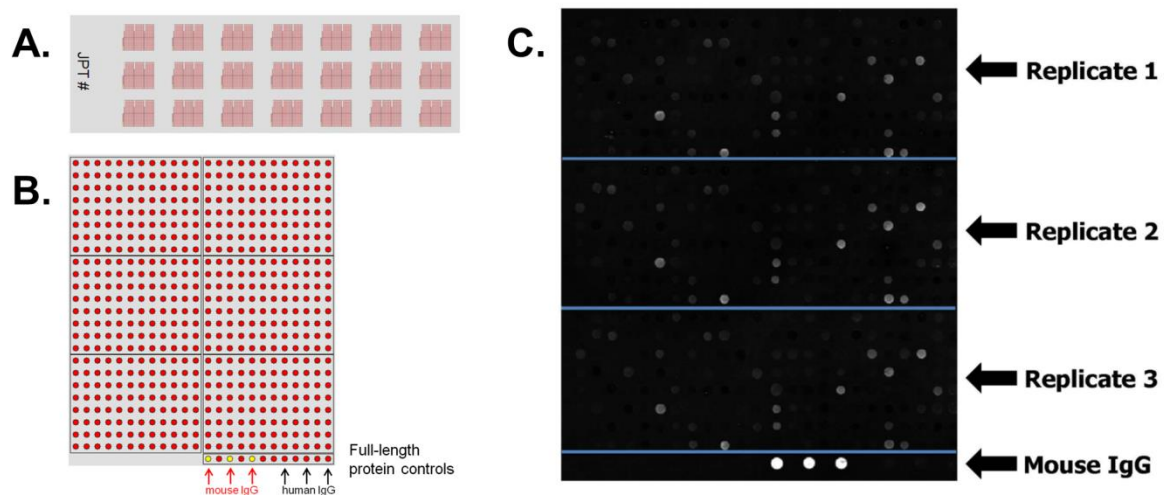 A.
JPT #
B.
Full-length
protein controls
mouse IgG
human IgG
C.
Replicate 1
Replicate 2
Replicate 3
Mouse IgG